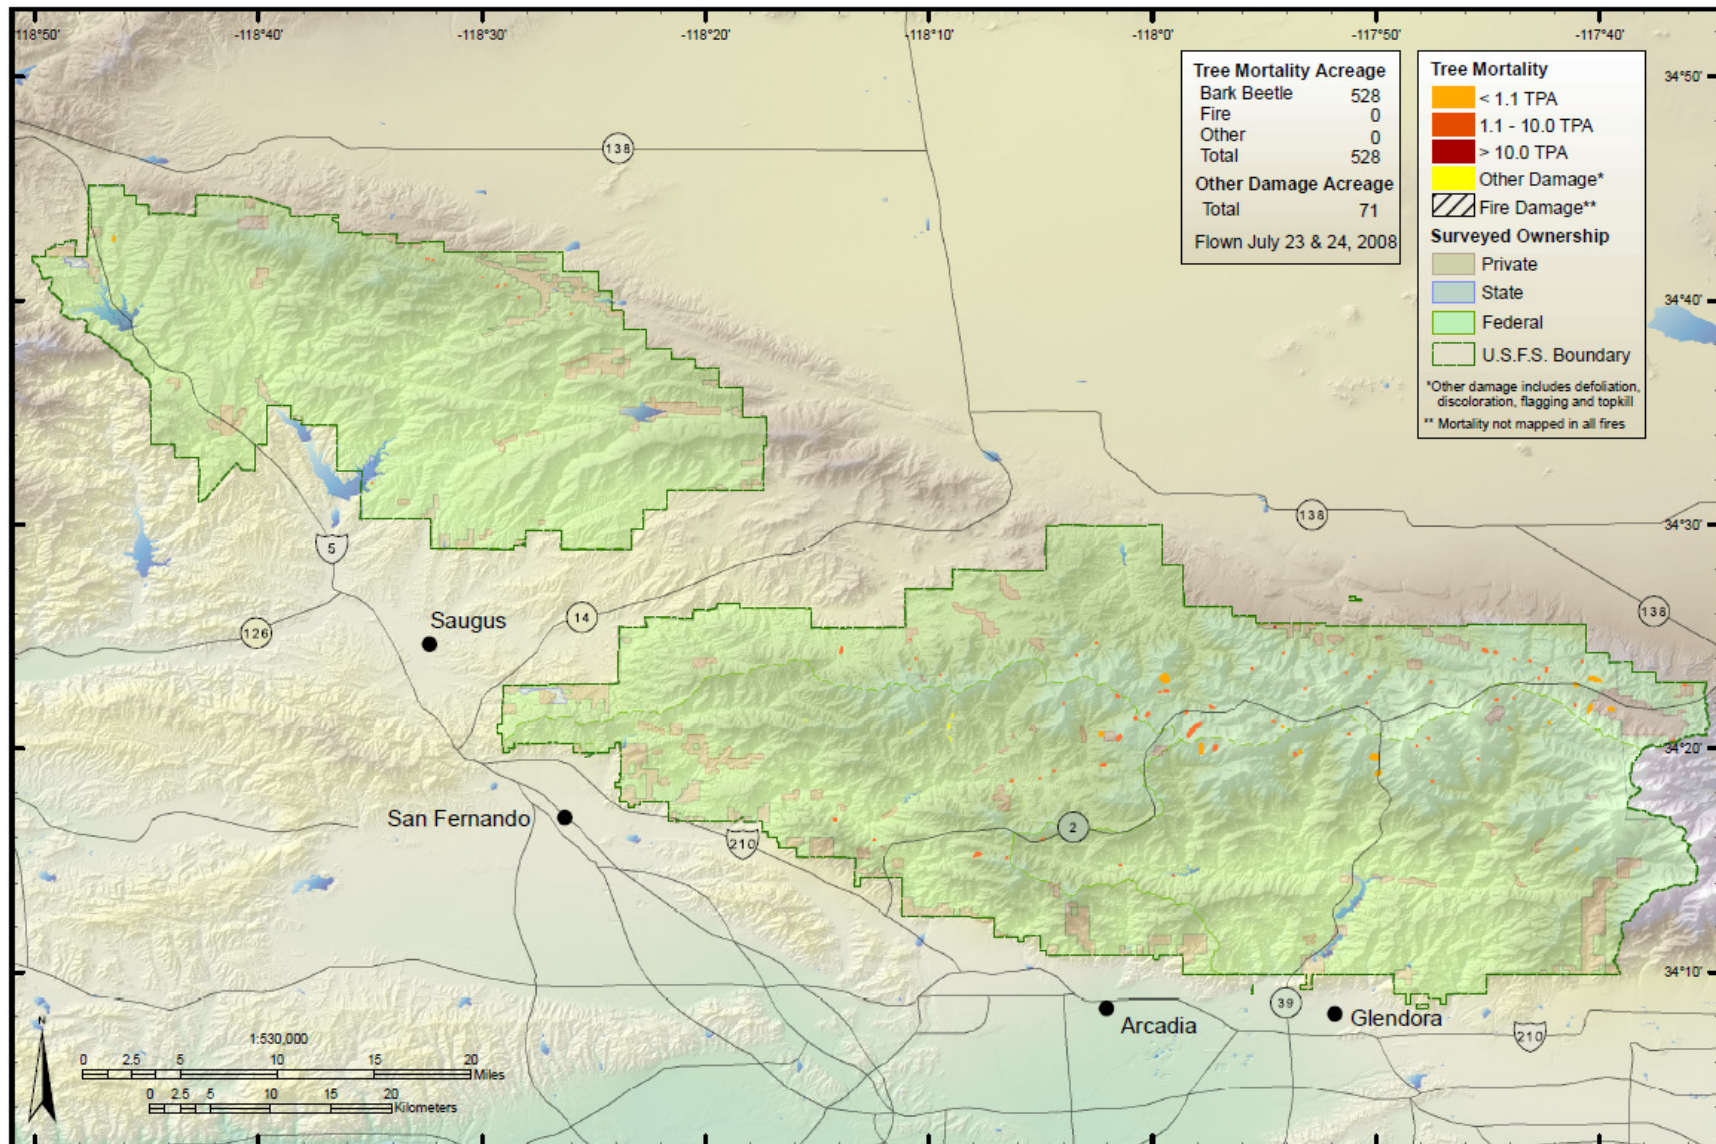 -118°50' -118°40' -118°30' -118°20' -118°10' -118°0' -117°50' -117°40'
Tree Mortality Acreage
Bark Beetle 528
Fire 0
Other 0
Total 528
Other Damage Acreage
Total 71
Flown July 23 & 24, 2008
Tree Mortality
< 1.1 TPA
1.1 - 10.0 TPA
> 10.0 TPA
Other Damage*
Fire Damage**
Surveyed Ownership
Private
State
Federal
U.S.F.S. Boundary
*Other damage includes defoliation,
discoloration, flagging and topkill
** Mortality not mapped in all fires
34°50'
34°40'
34°30'
34°20'
34°10'
138
138
5
14
126
138
Saugus
San Fernando
210
2
39
Arcadia
Glendora
210
N
1:530,000
0 2.5 5 10 15 20
Miles
0 2.5 5 10 15 20
Kilometers